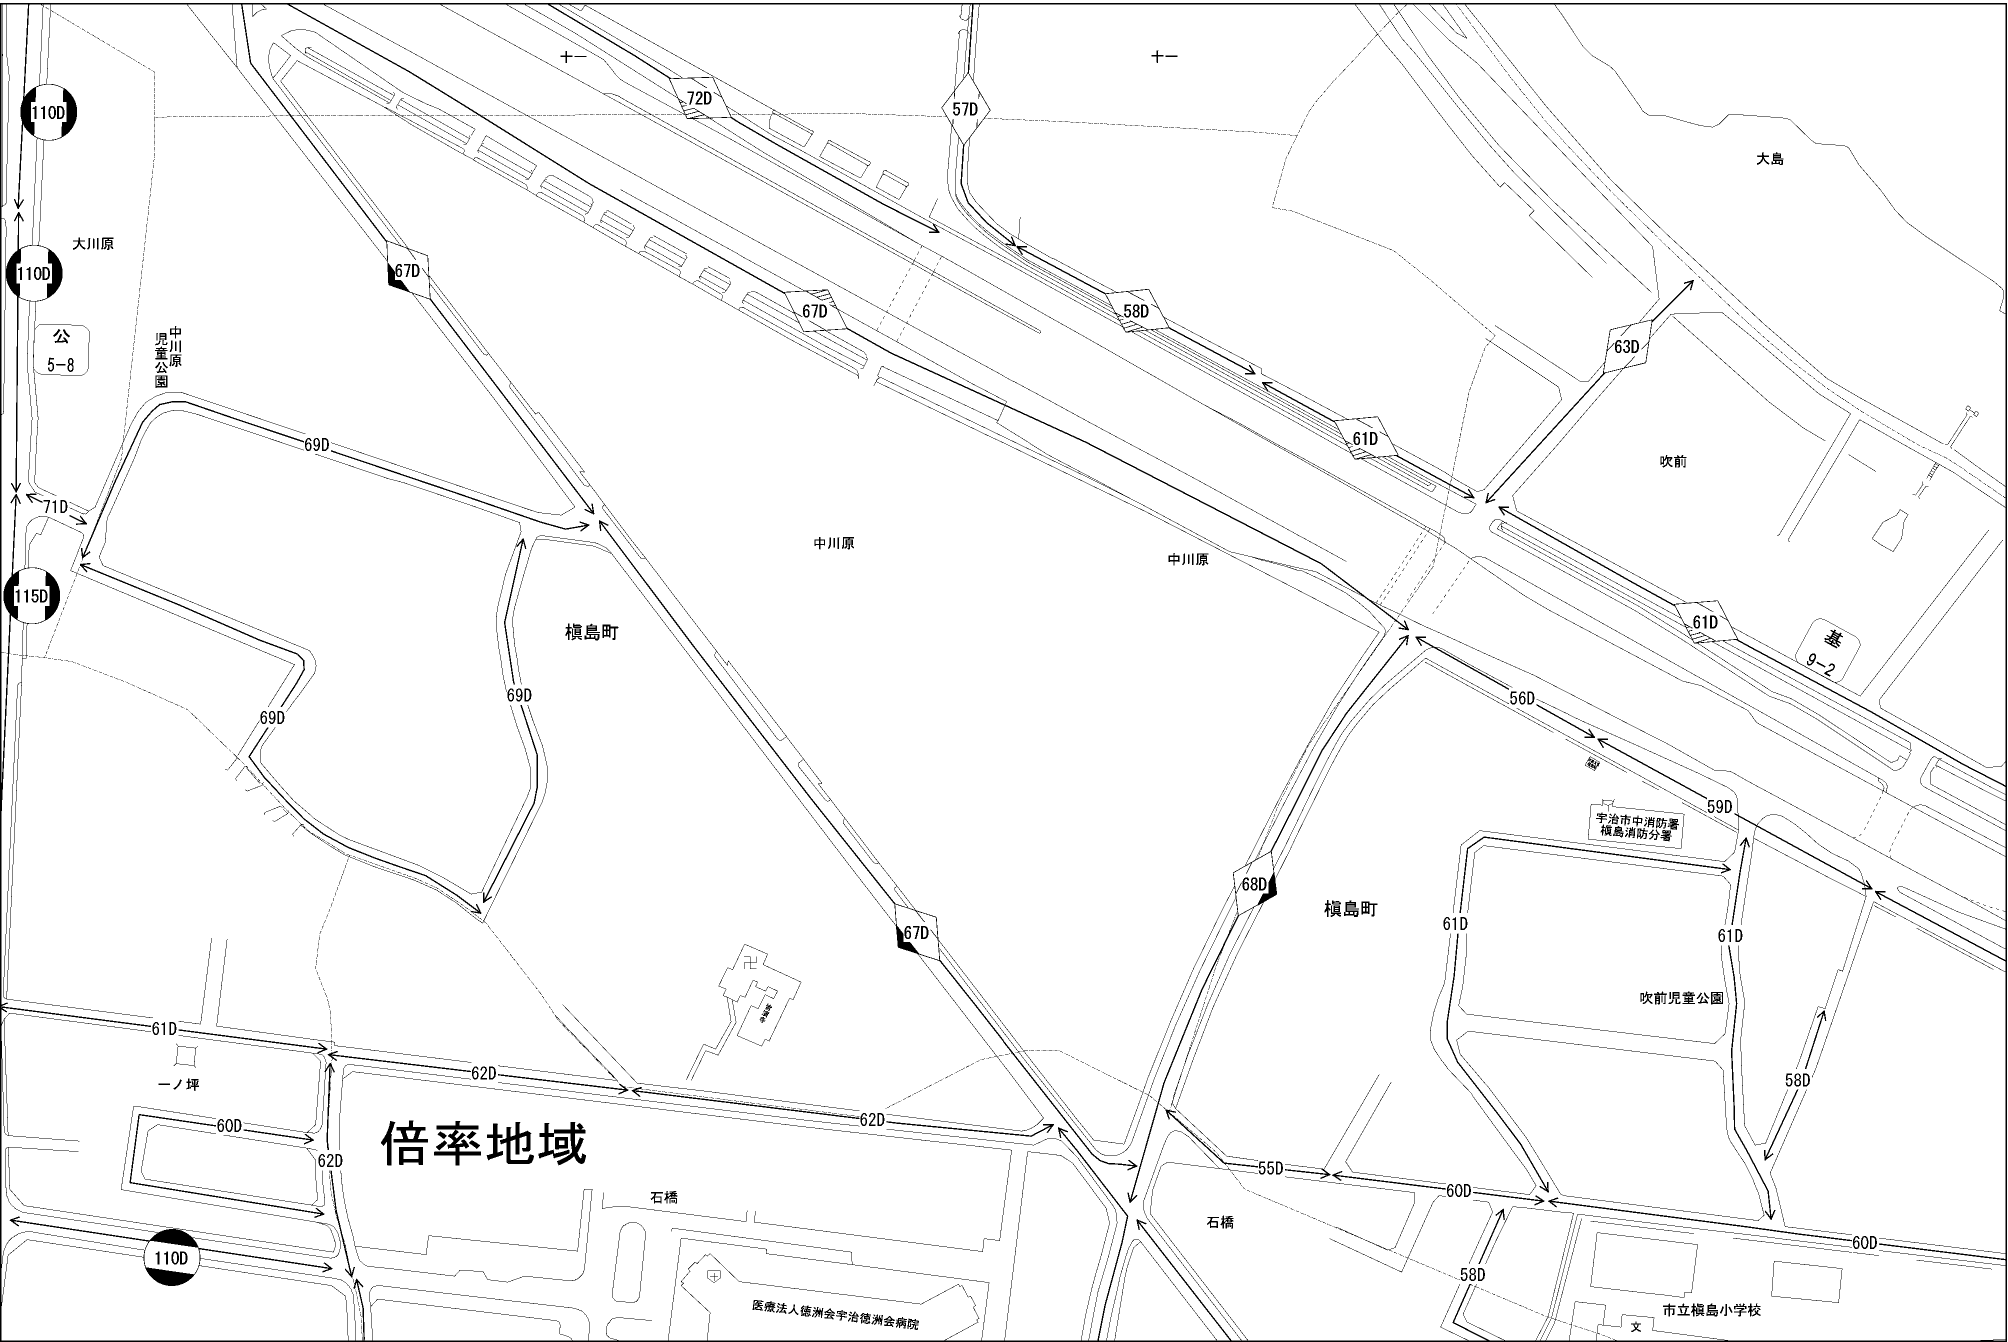 72D
57D
110D
大島
大川原
67D
110D
67D
58D
公
5-8
中川原
児童公園
63D
69D
61D
吹前
71D
中川原
中川原
115D
槇島町
61D
基
9-2
69D
69D
56D
59D
宇治市中消防署
槇島消防分署
68D
槇島町
61D
61D
67D
卍
吹前児童公園
61D
62D
58D
一ノ坪
60D
62D
倍率地域
62D
55D
60D
石橋
石橋
60D
110D
58D
医療法人徳洲会宇治徳洲会病院
市立槇島小学校
文